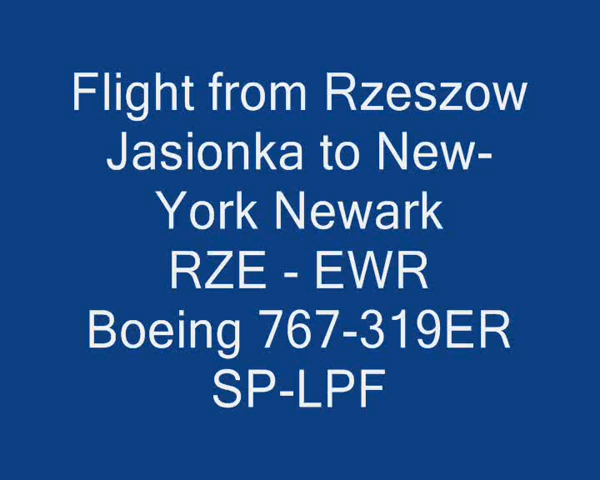 Flight from Rzeszow
Jasionka to New-
York Newark
RZE - EWR
Boeing 767-319ER
SP-LPF